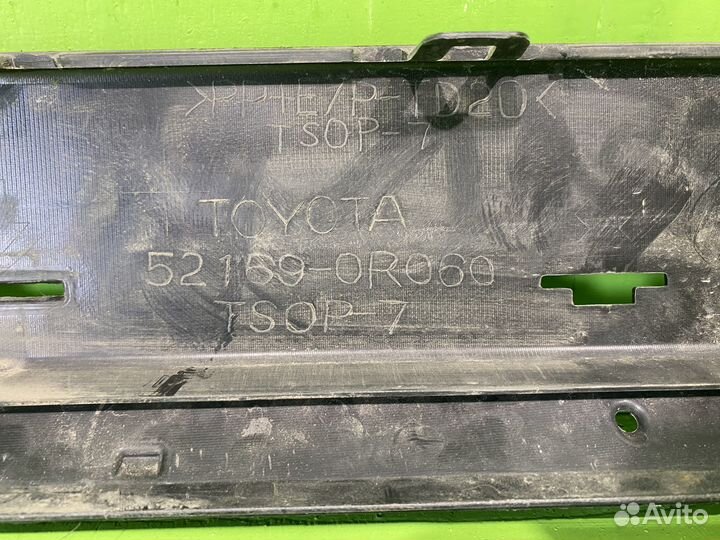 >PP+E/P-TD20<
TSOP-7
TOYOTA
52169-0R060
TSOP-7
Avito